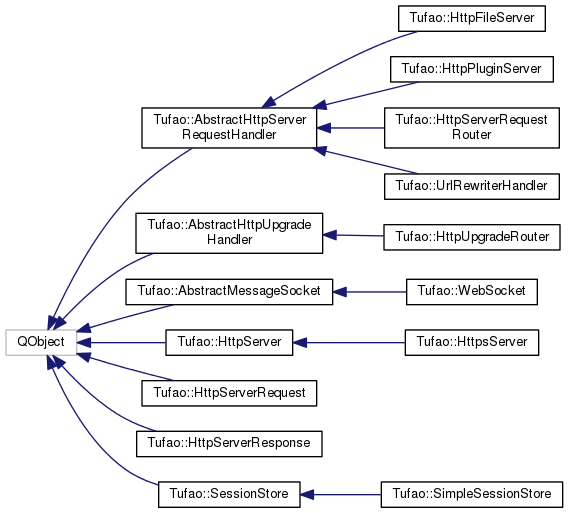 Tufao::HttpFileServer
Tufao::HttpPluginServer
Tufao::AbstractHttpServer
RequestHandler
Tufao::HttpServerRequest
Router
Tufao::UrlRewriterHandler
Tufao::AbstractHttpUpgrade
Handler
Tufao::HttpUpgradeRouter
Tufao::AbstractMessageSocket
Tufao::WebSocket
QObject
Tufao::HttpServer
Tufao::HttpsServer
Tufao::HttpServerRequest
Tufao::HttpServerResponse
Tufao::SessionStore
Tufao::SimpleSessionStore